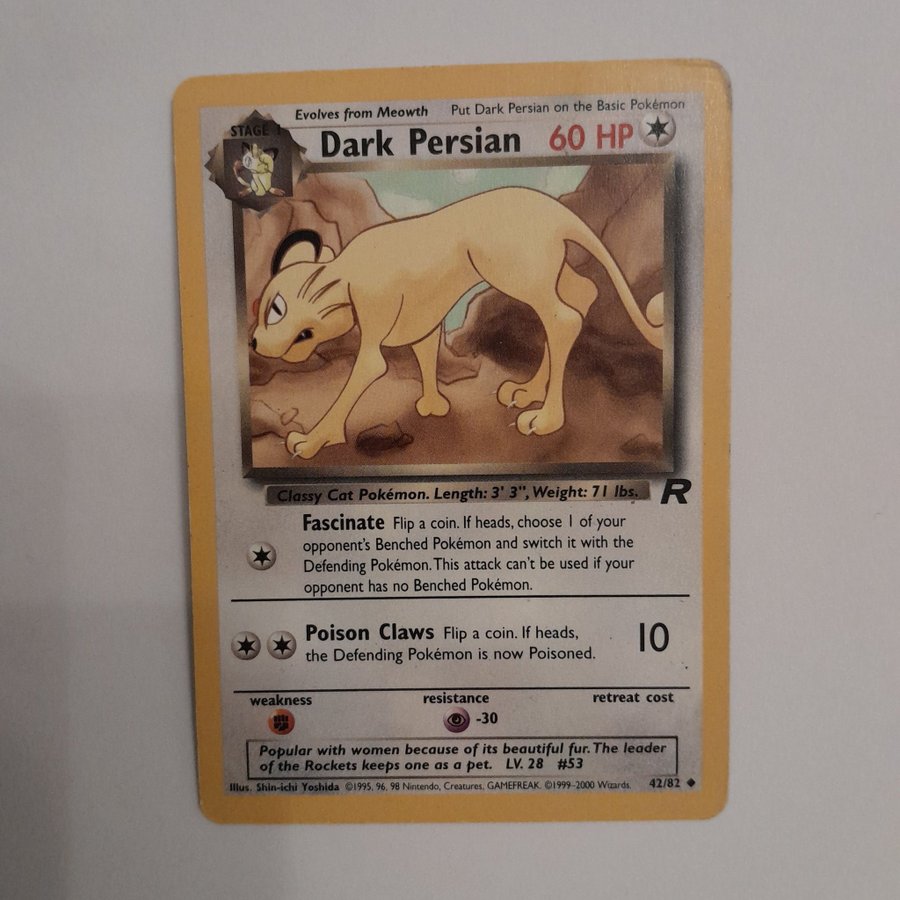 Evolves from Meowth Put Dark Persian on the Basic Pokémon
STAGE 1
Dark Persian 60 HP
Classy Cat Pokémon. Length: 3' 3", Weight: 71 lbs.
R
Fascinate Flip a coin. If heads, choose 1 of your
opponent's Benched Pokémon and switch it with the
Defending Pokémon. This attack can't be used if your
opponent has no Benched Pokémon.
Poison Claws Flip a coin. If heads,
the Defending Pokémon is now Poisoned.
10
weakness resistance retreat cost
-30
Popular with women because of its beautiful fur. The leader
of the Rockets keeps one as a pet. LV. 28 #53
Illus. Shin-ichi Yoshida ©1995, 96, 98 Nintendo, Creatures, GAMEFREAK. ©1999-2000 Wizards. 42/82